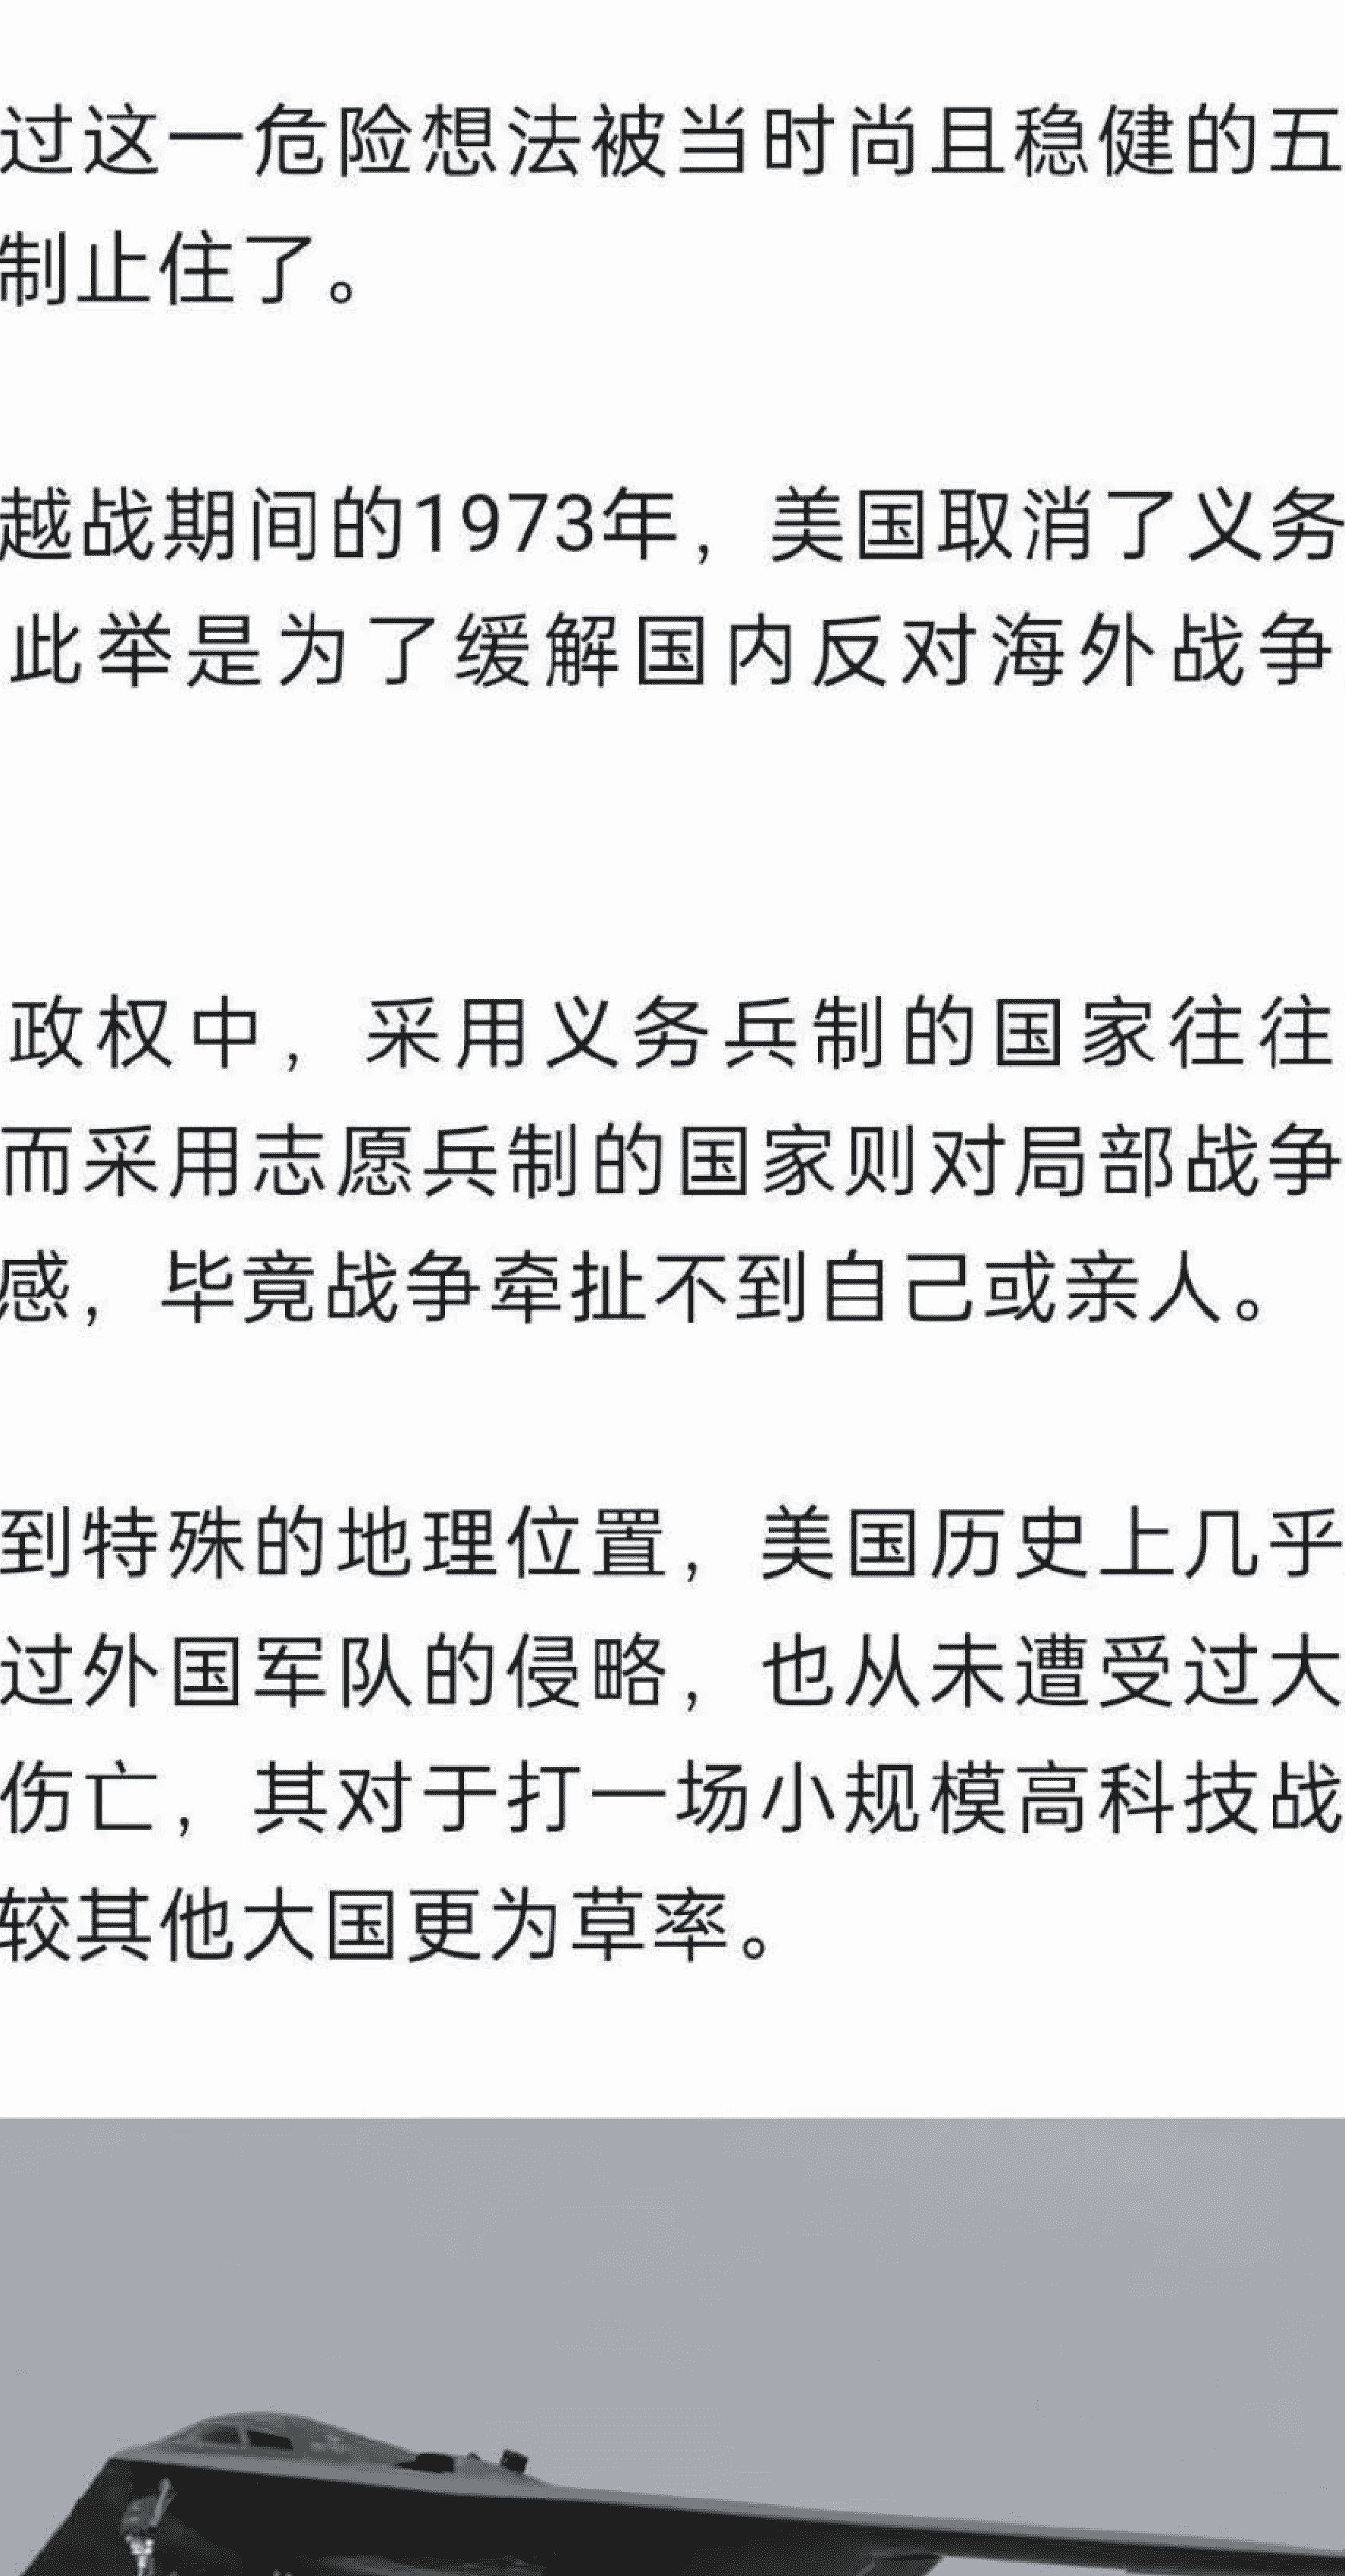 过这一危险想法被当时尚且稳健的五
制止住了。
越战期间的1973年，美国取消了义务
此举是为了缓解国内反对海外战争
政权中，采用义务兵制的国家往往
而采用志愿兵制的国家则对局部战争
感，毕竟战争牵扯不到自己或亲人。
到特殊的地理位置，美国历史上几乎
过外国军队的侵略，也从未遭受过大
伤亡，其对于打一场小规模高科技战
较其他大国更为草率。